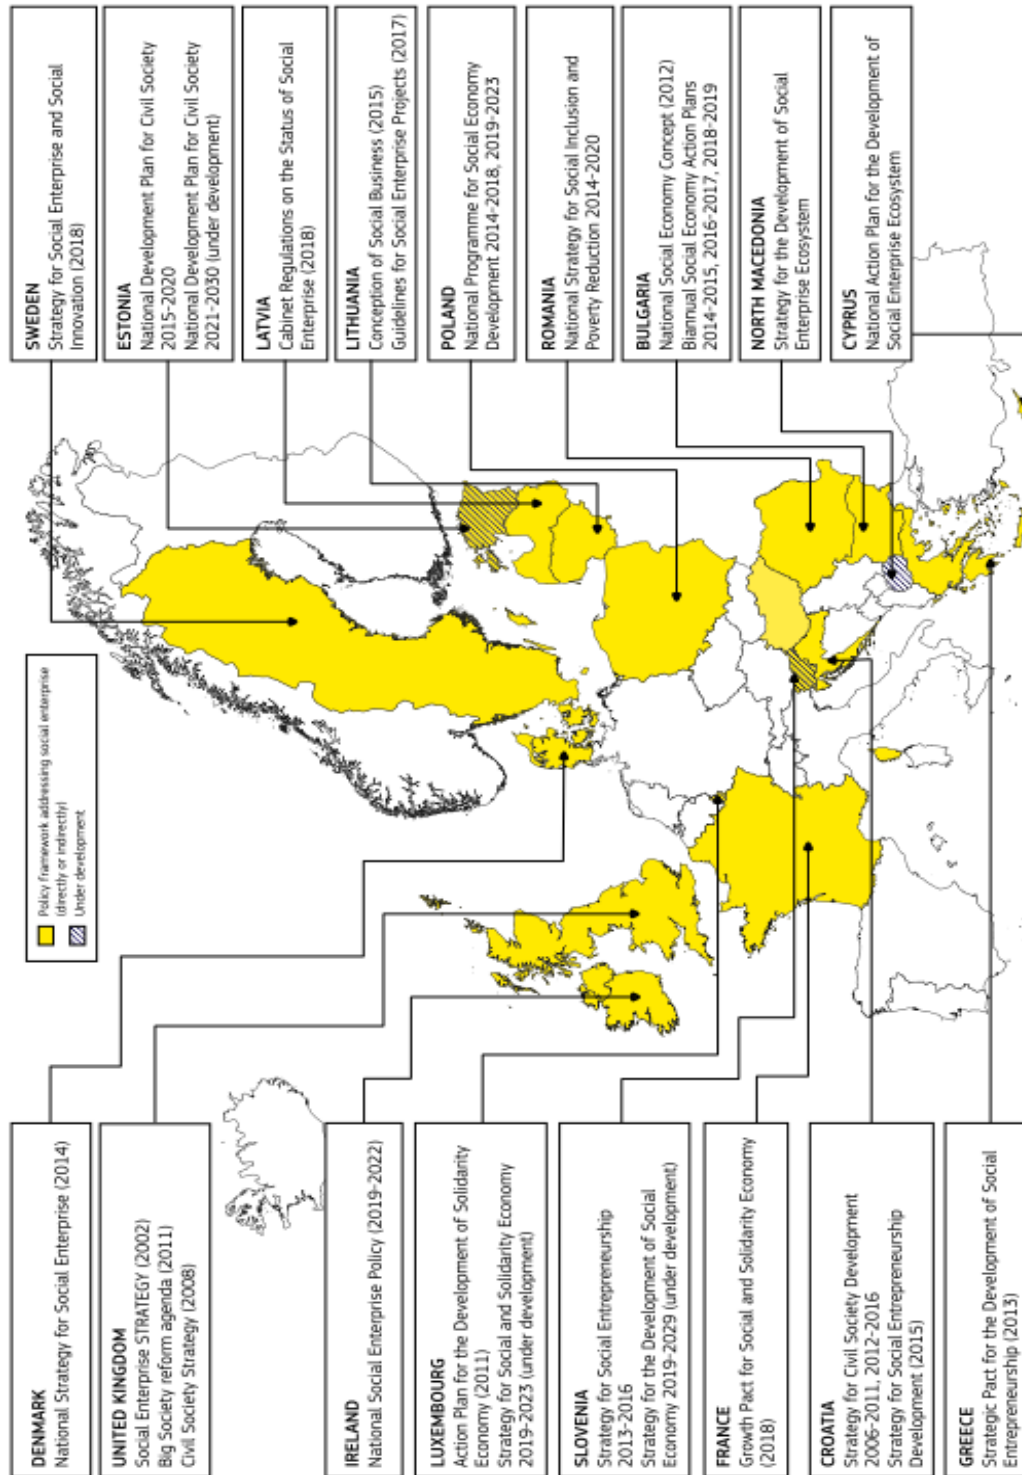 DENMARK
National Strategy for Social Enterprise (2014)
UNITED KINGDOM
Social Enterprise STRATEGY (2002)
Big Society reform agenda (2011)
Civil Society Strategy (2008)
IRELAND
National Social Enterprise Policy (2019-2022)
LUXEMBOURG
Action Plan for the Development of Solidarity
Economy (2011)
Strategy for Social and Solidarity Economy
2019-2023 (under development)
SLOVENIA
Strategy for Social Entrepreneurship
2013-2016
Strategy for the Development of Social
Economy 2019-2029 (under development)
FRANCE
Growth Pact for Social and Solidarity Economy
(2018)
CROATIA
Strategy for Civil Society Development
2006-2011, 2012-2016
Strategy for Social Entrepreneurship
Development (2015)
GREECE
Strategic Pact for the Development of Social
Entrepreneurship (2013)
Policy framework addressing social enterprise
(directly or indirectly)
Under development
SWEDEN
Strategy for Social Enterprise and Social
Innovation (2018)
ESTONIA
National Development Plan for Civil Society
2015-2020
National Development Plan for Civil Society
2021-2030 (under development)
LATVIA
Cabinet Regulations on the Status of Social
Enterprise (2018)
LITHUANIA
Conception of Social Business (2015)
Guidelines for Social Enterprise Projects (2017)
POLAND
National Programme for Social Economy
Development 2014-2018, 2019-2023
ROMANIA
National Strategy for Social Inclusion and
Poverty Reduction 2014-2020
BULGARIA
National Social Economy Concept (2012)
Biannual Social Economy Action Plans
2014-2015, 2016-2017, 2018-2019
NORTH MACEDONIA
Strategy for the Development of Social
Enterprise Ecosystem
CYPRUS
National Action Plan for the Development of
Social Enterprise Ecosystem